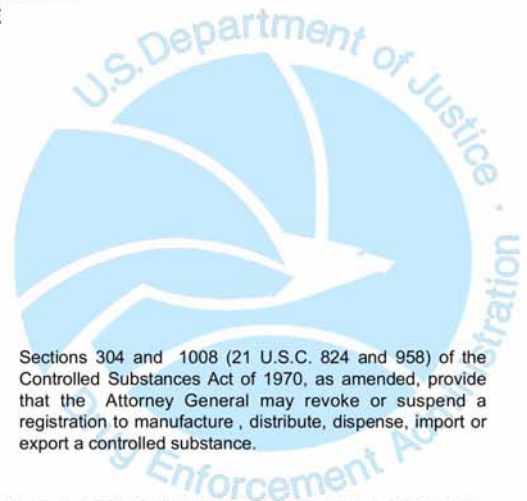 U.S. Department of Justice ·
Drug Enforcement Administration
Sections 304 and 1008 (21 U.S.C. 824 and 958) of the
Controlled Substances Act of 1970, as amended, provide
that the Attorney General may revoke or suspend a
registration to manufacture , distribute, dispense, import or
export a controlled substance.